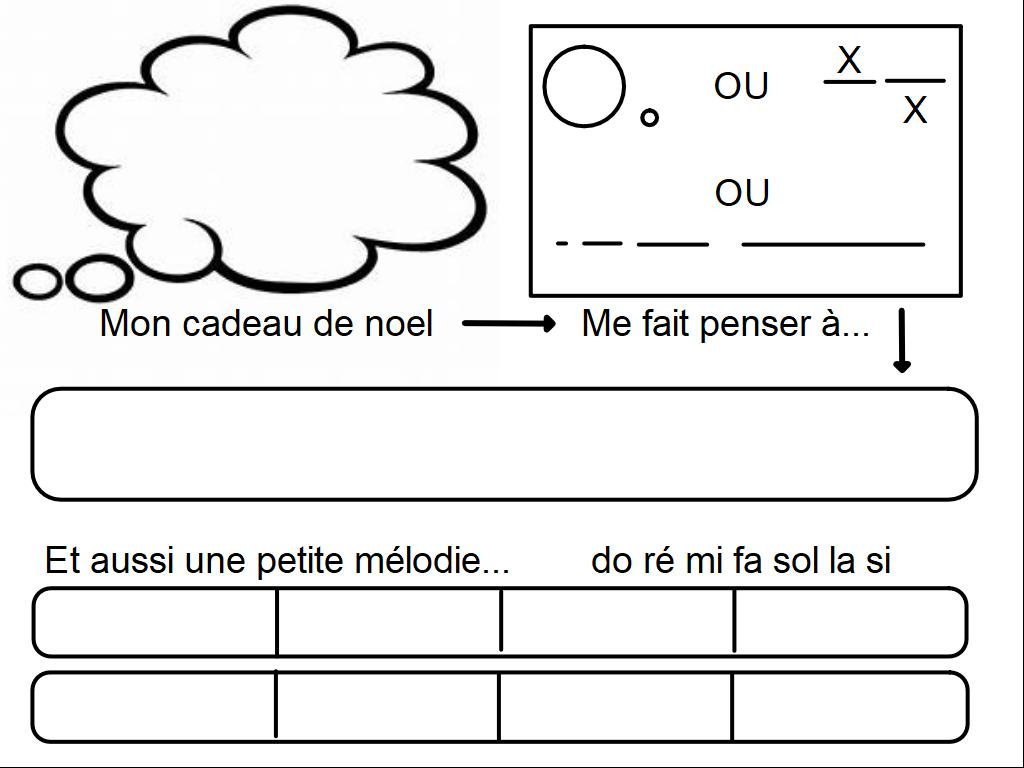 OU
X
X
OU
Mon cadeau de noel
Me fait penser à...
Et aussi une petite mélodie...
do ré mi fa sol la si